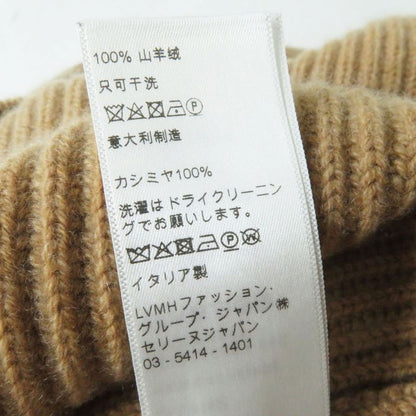 100% 山羊绒
只可干洗
意大利制造
カシミヤ100%
洗濯はドライクリーニン
グでお願いします。
イタリア製
LVMHファッション・
グループ・ジャパン㈱
セリーヌジャパン
03 - 5414 - 1401